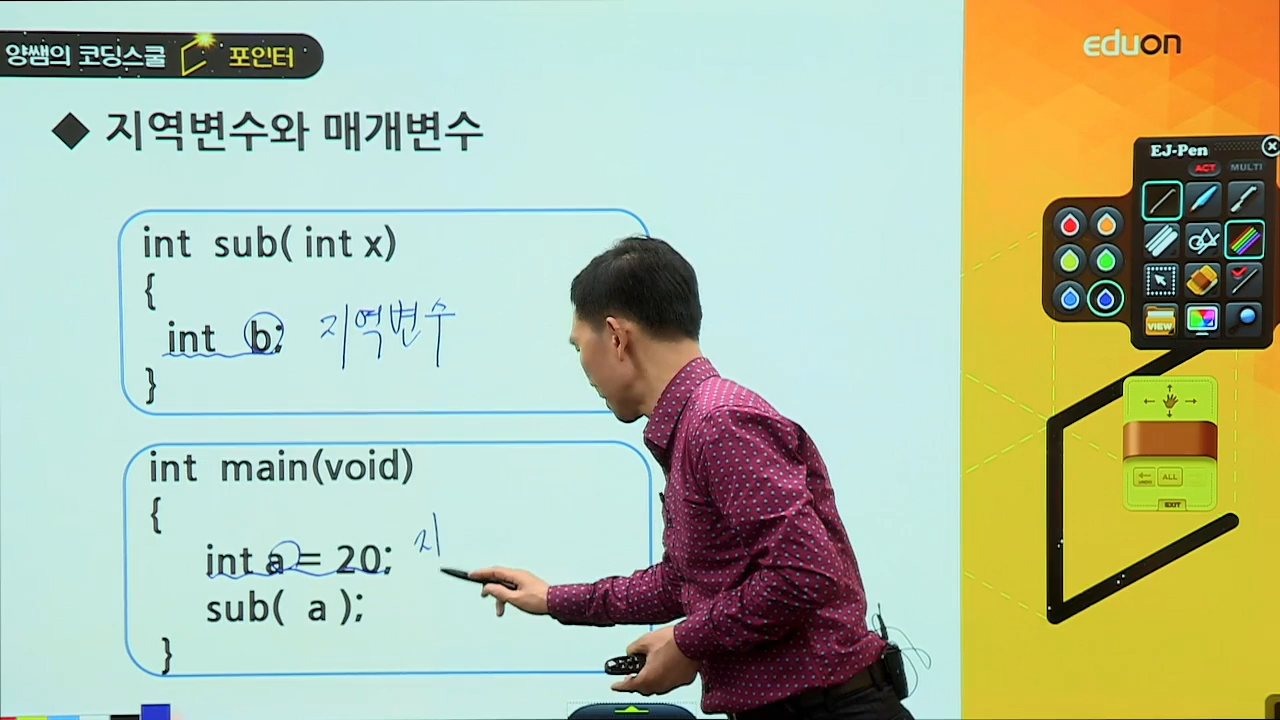 양쌤의 코딩스쿨 C 포인터
eduon
◆ 지역변수와 매개변수
EJ-Pen
ACT MULTI
int sub( int x)
{
int b; 지역변수
}
VIEW
int main(void)
{
int a = 20; 지
sub( a );
}
ALL
EXIT